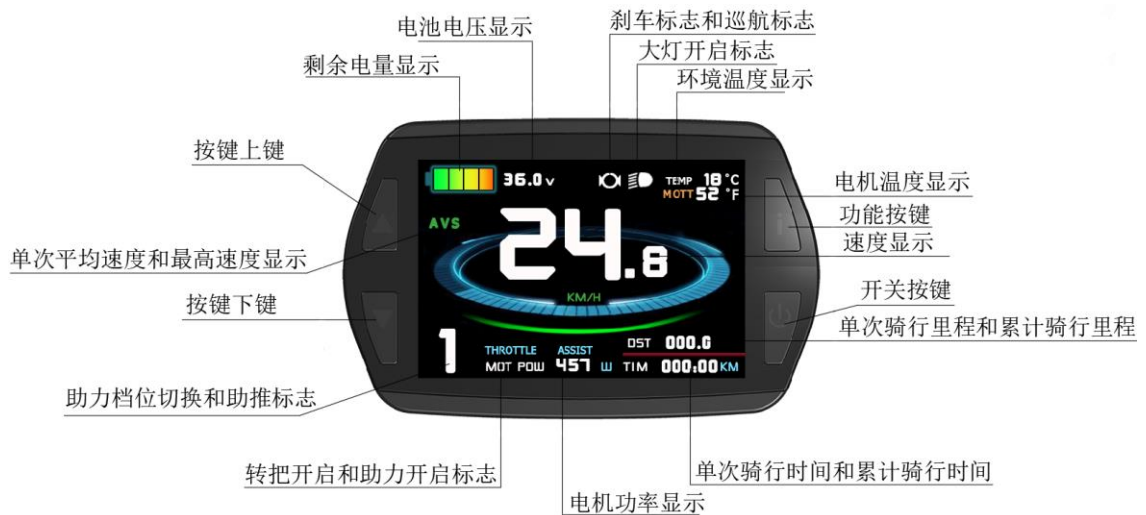 电池电压显示
刹车标志和巡航标志
剩余电量显示
大灯开启标志
环境温度显示
按键上键
36.0 V
TEMP 18 °C
MOTT 52 °F
电机温度显示
AVS
功能按键
i
24.8
速度显示
单次平均速度和最高速度显示
KM/H
按键下键
开关按键
单次骑行里程和累计骑行里程
1
THROTTLE ASSIST
DST 000.0
MOT POW 457 W
TIM 000:00 KM
助力档位切换和助推标志
转把开启和助力开启标志
单次骑行时间和累计骑行时间
电机功率显示